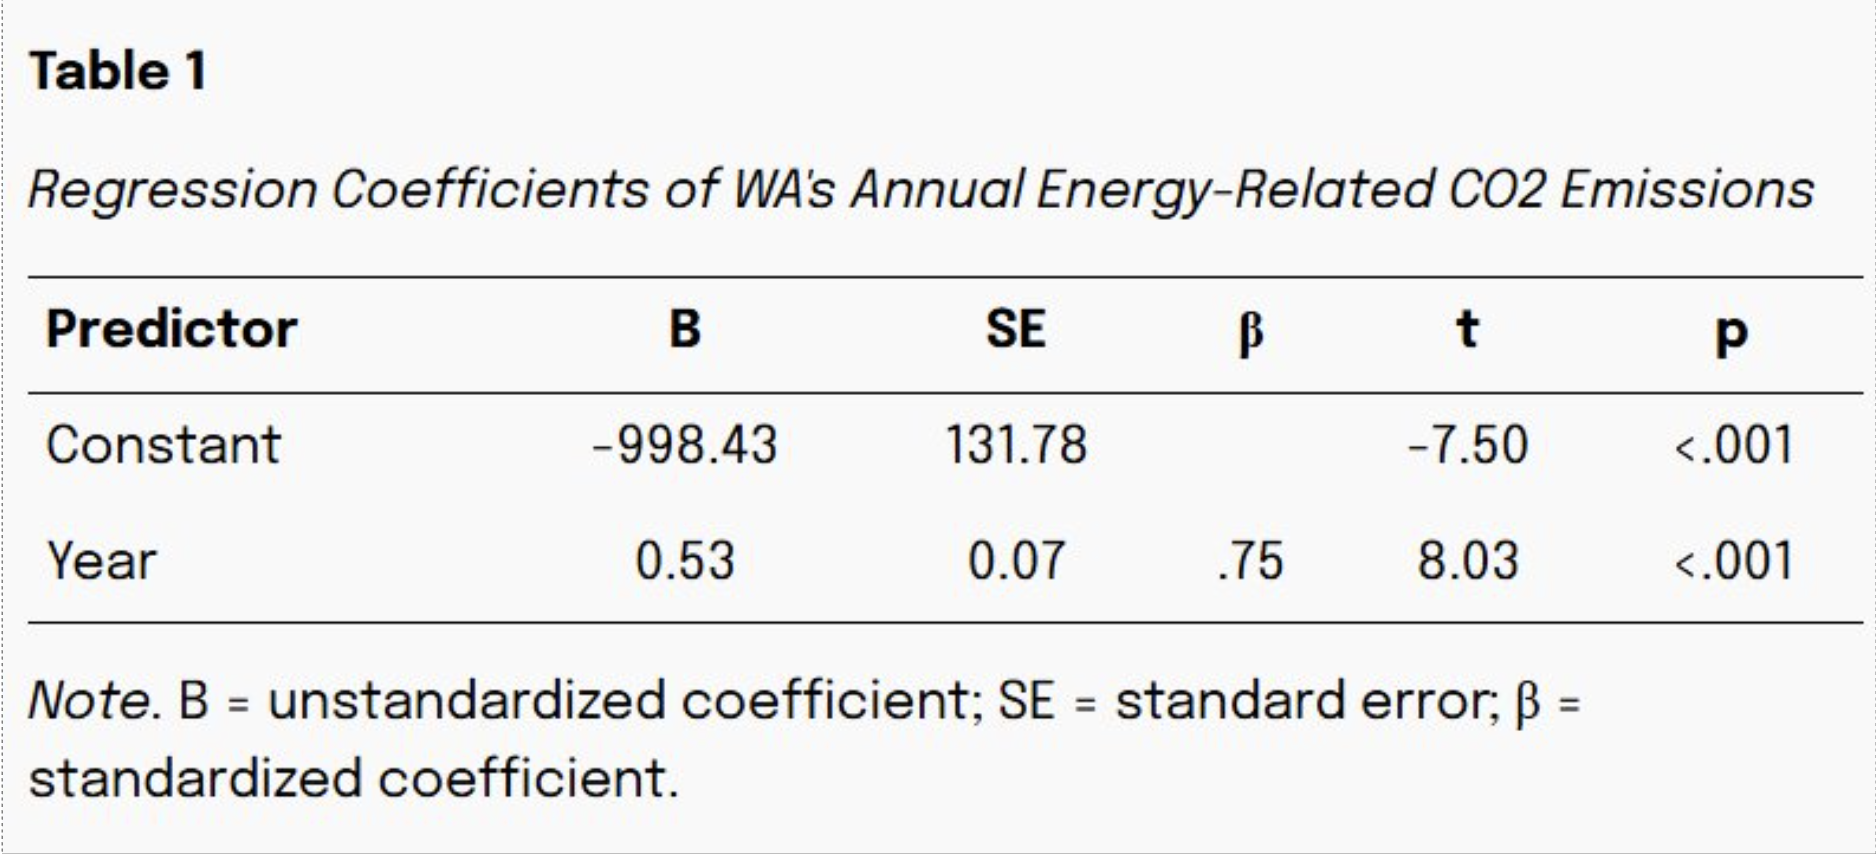 Table 1
Regression Coefficients of WA's Annual Energy-Related CO2 Emissions
Predictor B SE β t p
Constant -998.43 131.78 -7.50 <.001
Year 0.53 0.07 .75 8.03 <.001
Note. B = unstandardized coefficient; SE = standard error; β =
standardized coefficient.